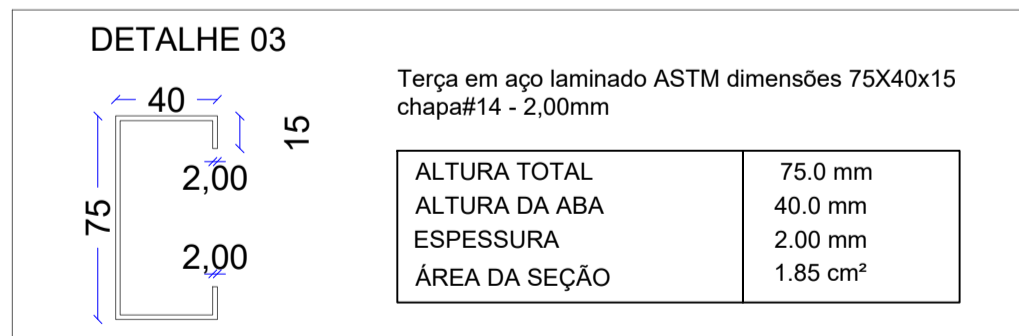 DETALHE 03
40
15
2,00
75
2,00
Terça em aço laminado ASTM dimensões 75X40x15
chapa#14 - 2,00mm
ALTURA TOTAL 75.0 mm
ALTURA DA ABA 40.0 mm
ESPESSURA 2.00 mm
ÁREA DA SEÇÃO 1.85 cm²